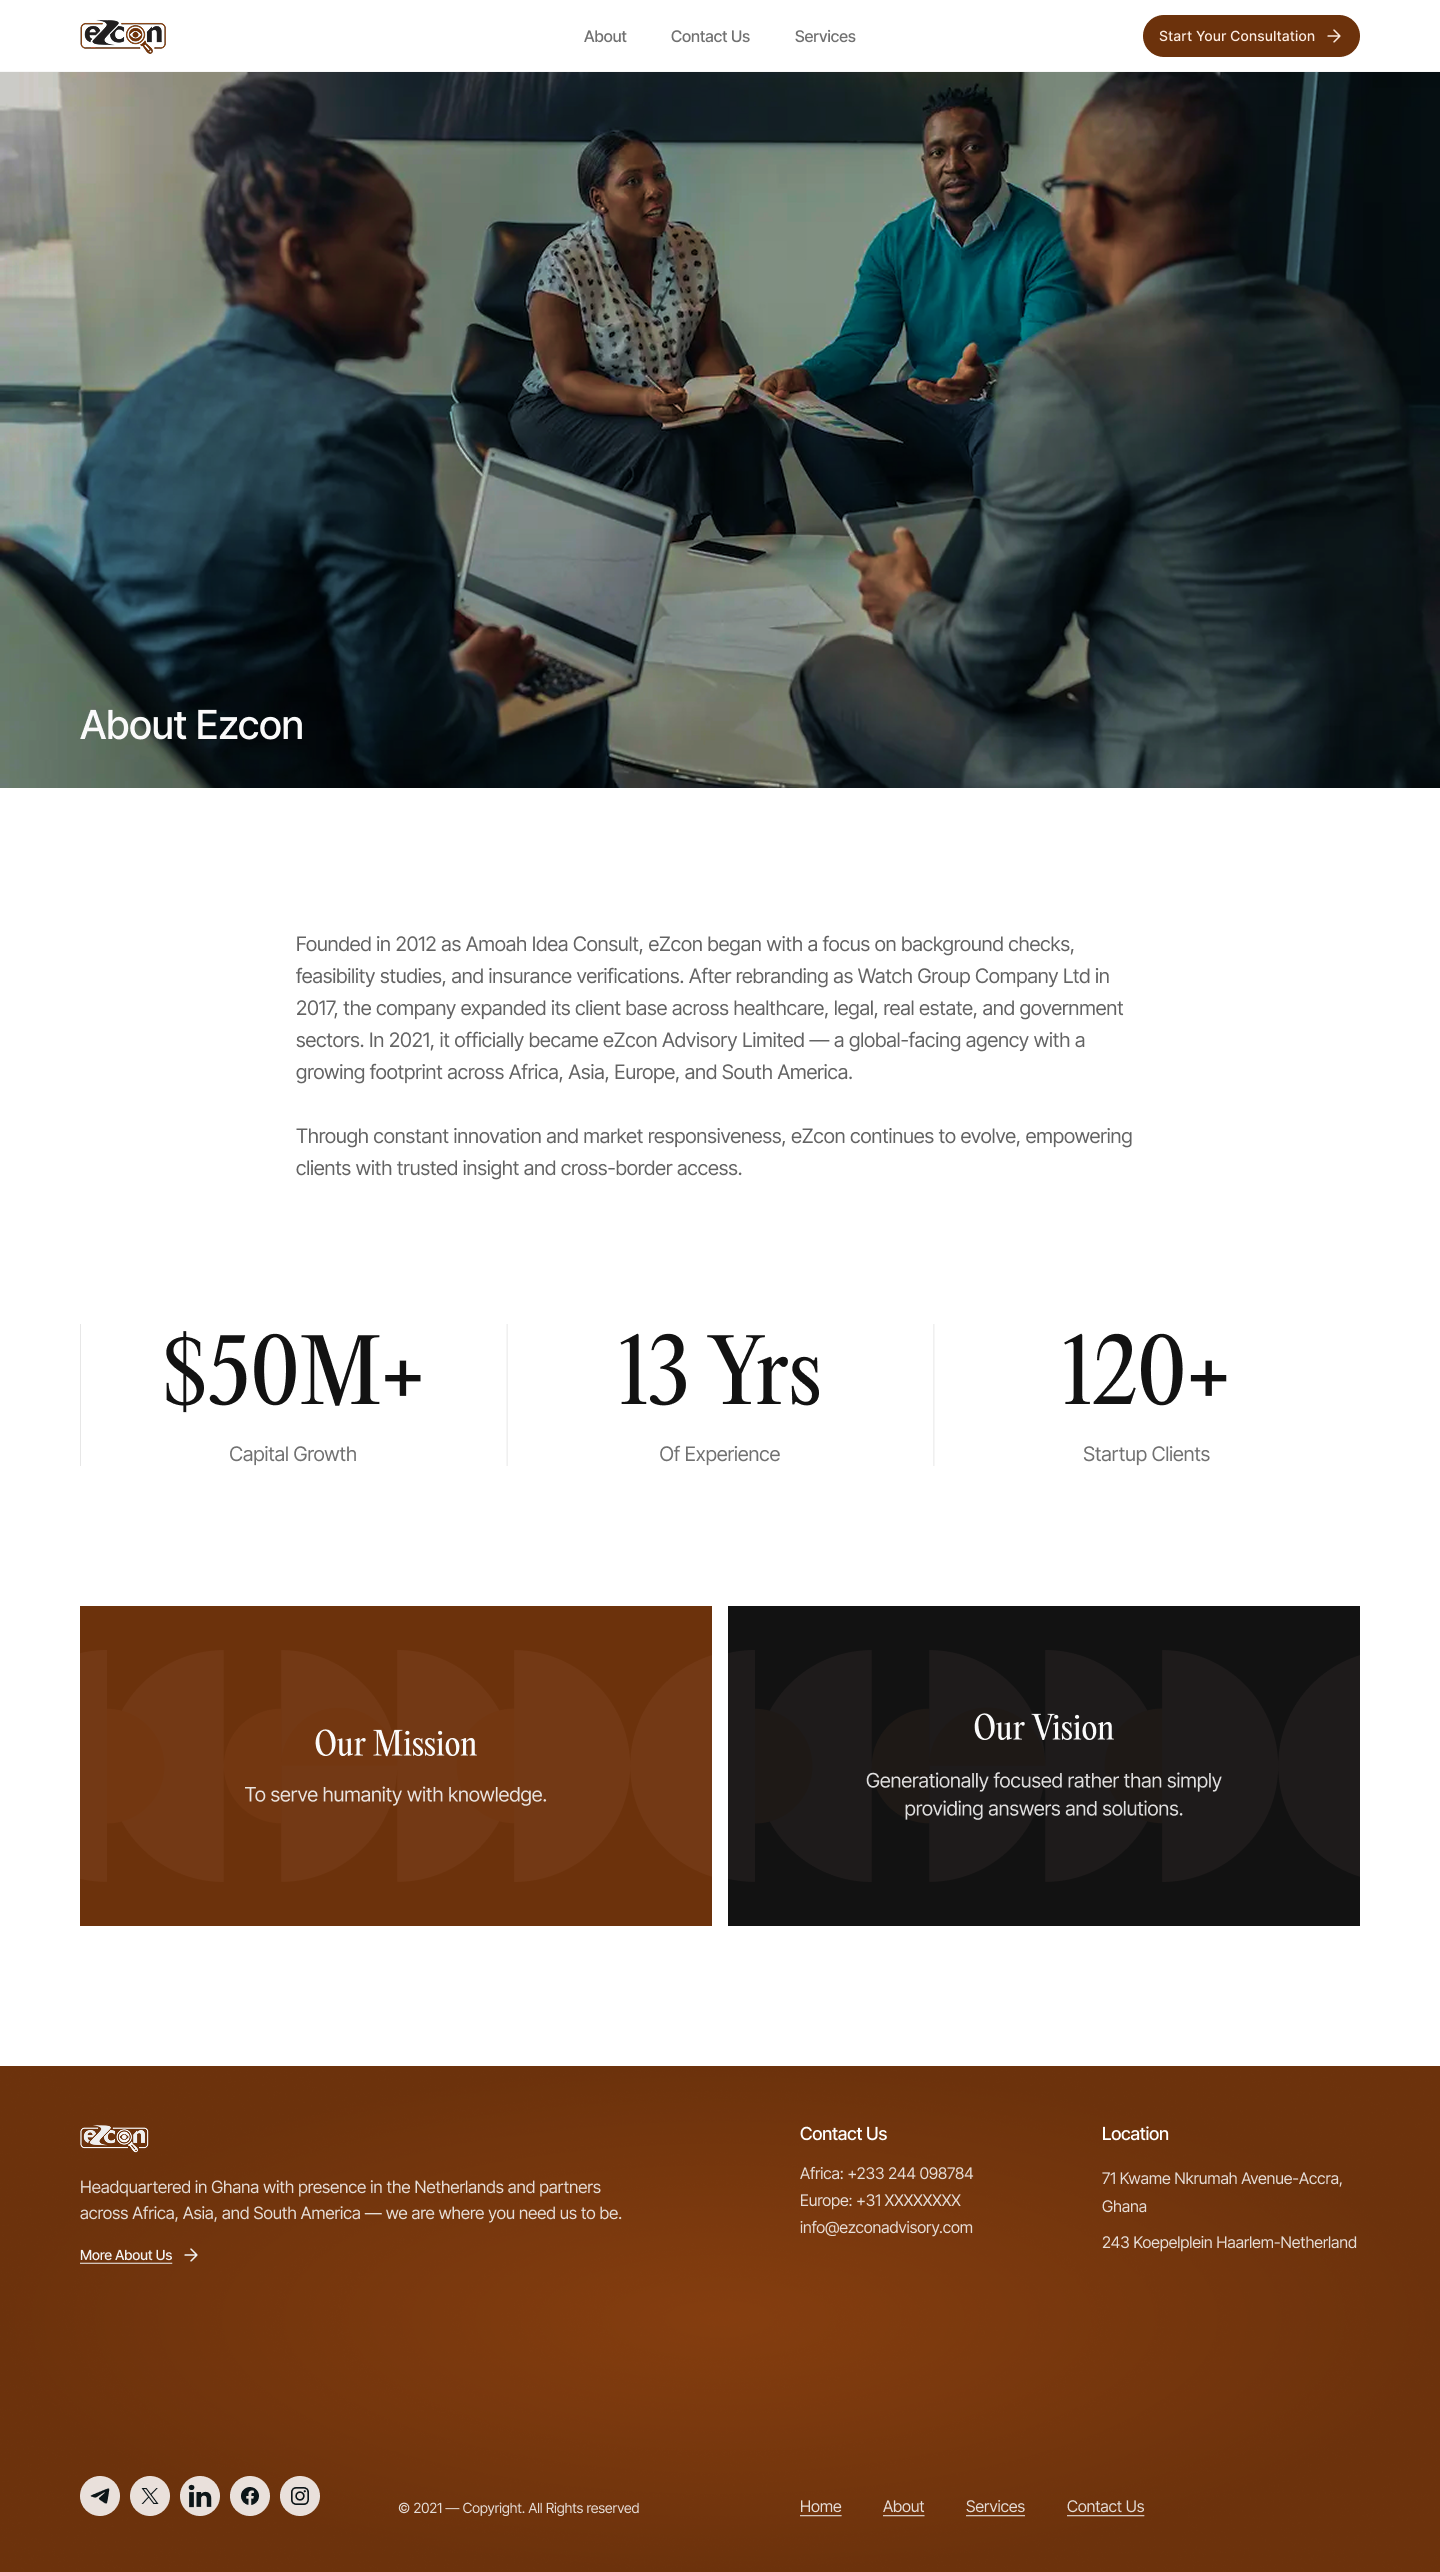 eZcon
About
Contact Us
Services
Start Your Consultation
About Ezcon
Founded in 2012 as Amoah Idea Consult, eZcon began with a focus on background checks,
feasibility studies, and insurance verifications. After rebranding as Watch Group Company Ltd in
2017, the company expanded its client base across healthcare, legal, real estate, and government
sectors. In 2021, it officially became eZcon Advisory Limited — a global-facing agency with a
growing footprint across Africa, Asia, Europe, and South America.
Through constant innovation and market responsiveness, eZcon continues to evolve, empowering
clients with trusted insight and cross-border access.
$50M+
Capital Growth
13 Yrs
Of Experience
120+
Startup Clients
Our Mission
To serve humanity with knowledge.
Our Vision
Generationally focused rather than simply
providing answers and solutions.
eZcon
Headquartered in Ghana with presence in the Netherlands and partners
across Africa, Asia, and South America — we are where you need us to be.
More About Us
Contact Us
Africa: +233 244 098784
Europe: +31 XXXXXXXX
info@ezconadvisory.com
Location
71 Kwame Nkrumah Avenue-Accra,
Ghana
243 Koepelplein Haarlem-Netherland
© 2021 — Copyright. All Rights reserved
Home
About
Services
Contact Us